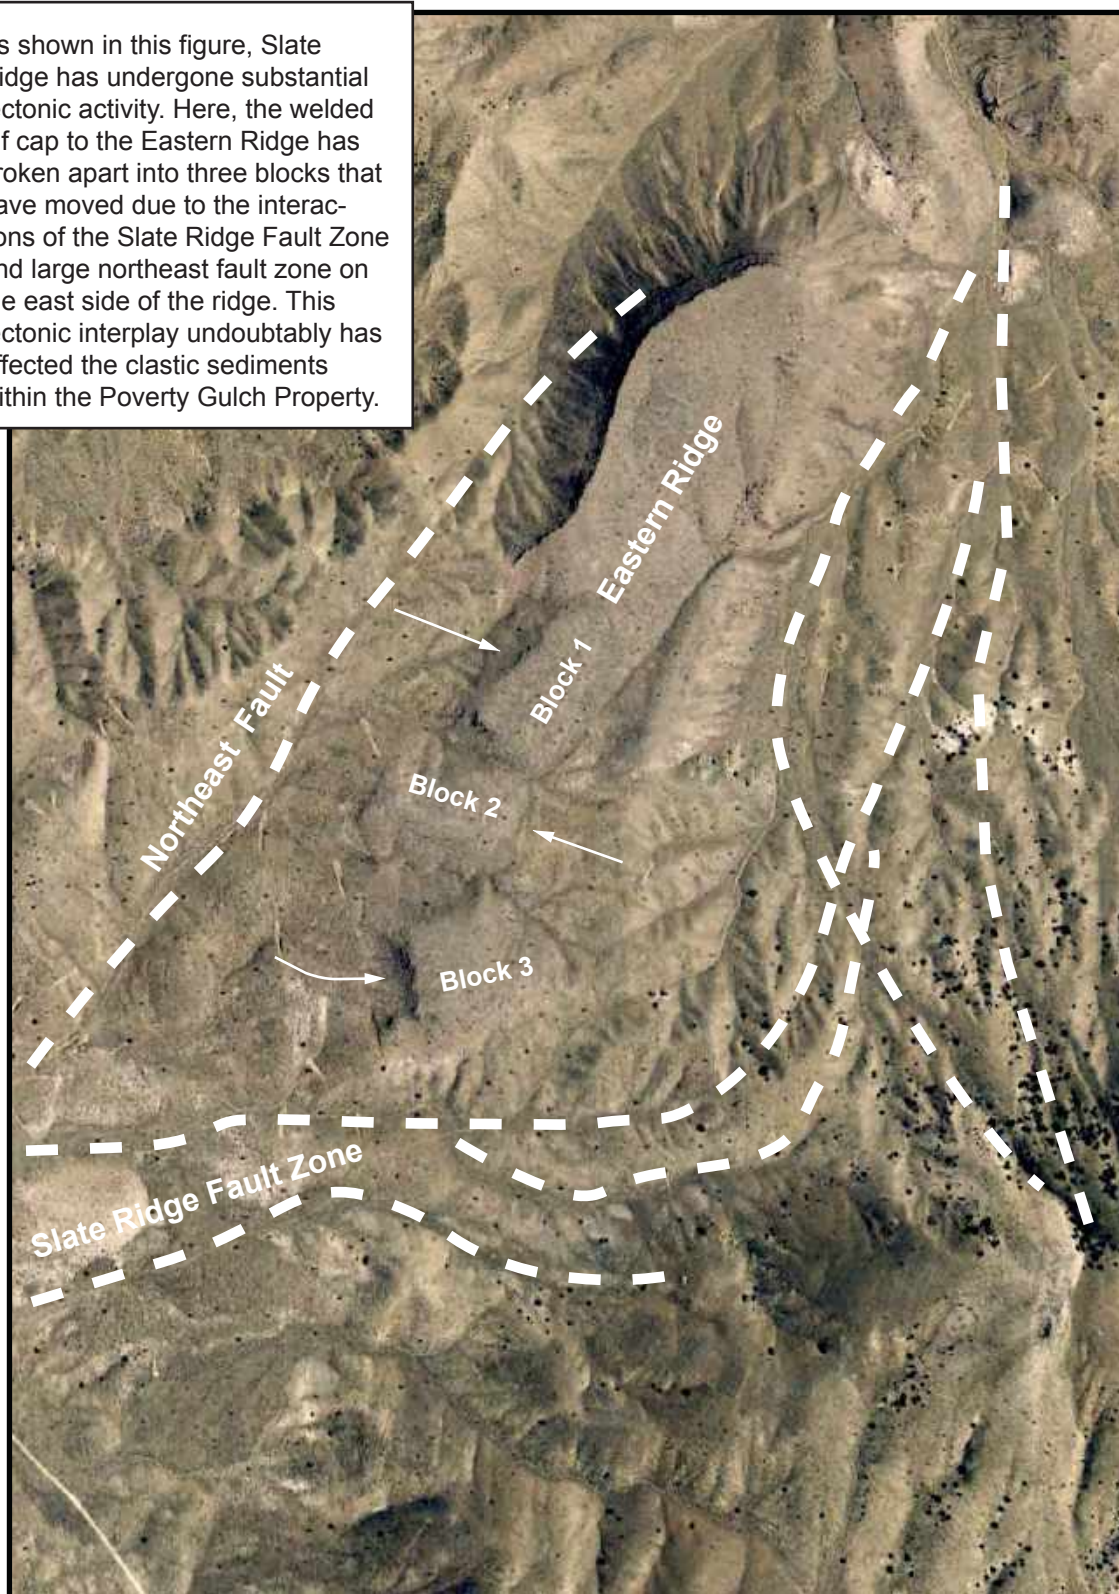 s shown in this figure, Slate
idge has undergone substantial
ectonic activity. Here, the welded
f cap to the Eastern Ridge has
roken apart into three blocks that
ave moved due to the interac-
ons of the Slate Ridge Fault Zone
nd large northeast fault zone on
e east side of the ridge. This
ectonic interplay undoubtably has
ffected the clastic sediments
ithin the Poverty Gulch Property.
Eastern Ridge
Block 1
Northeast Fault
Block 2
Block 3
Slate Ridge Fault Zone